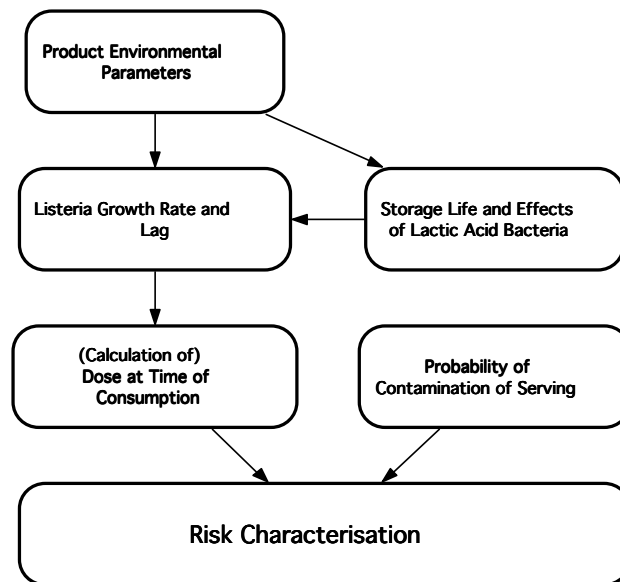 Product Environmental
Parameters
Listeria Growth Rate and
Lag
Storage Life and Effects
of Lactic Acid Bacteria
(Calculation of)
Dose at Time of
Consumption
Probability of
Contamination of Serving
Risk Characterisation